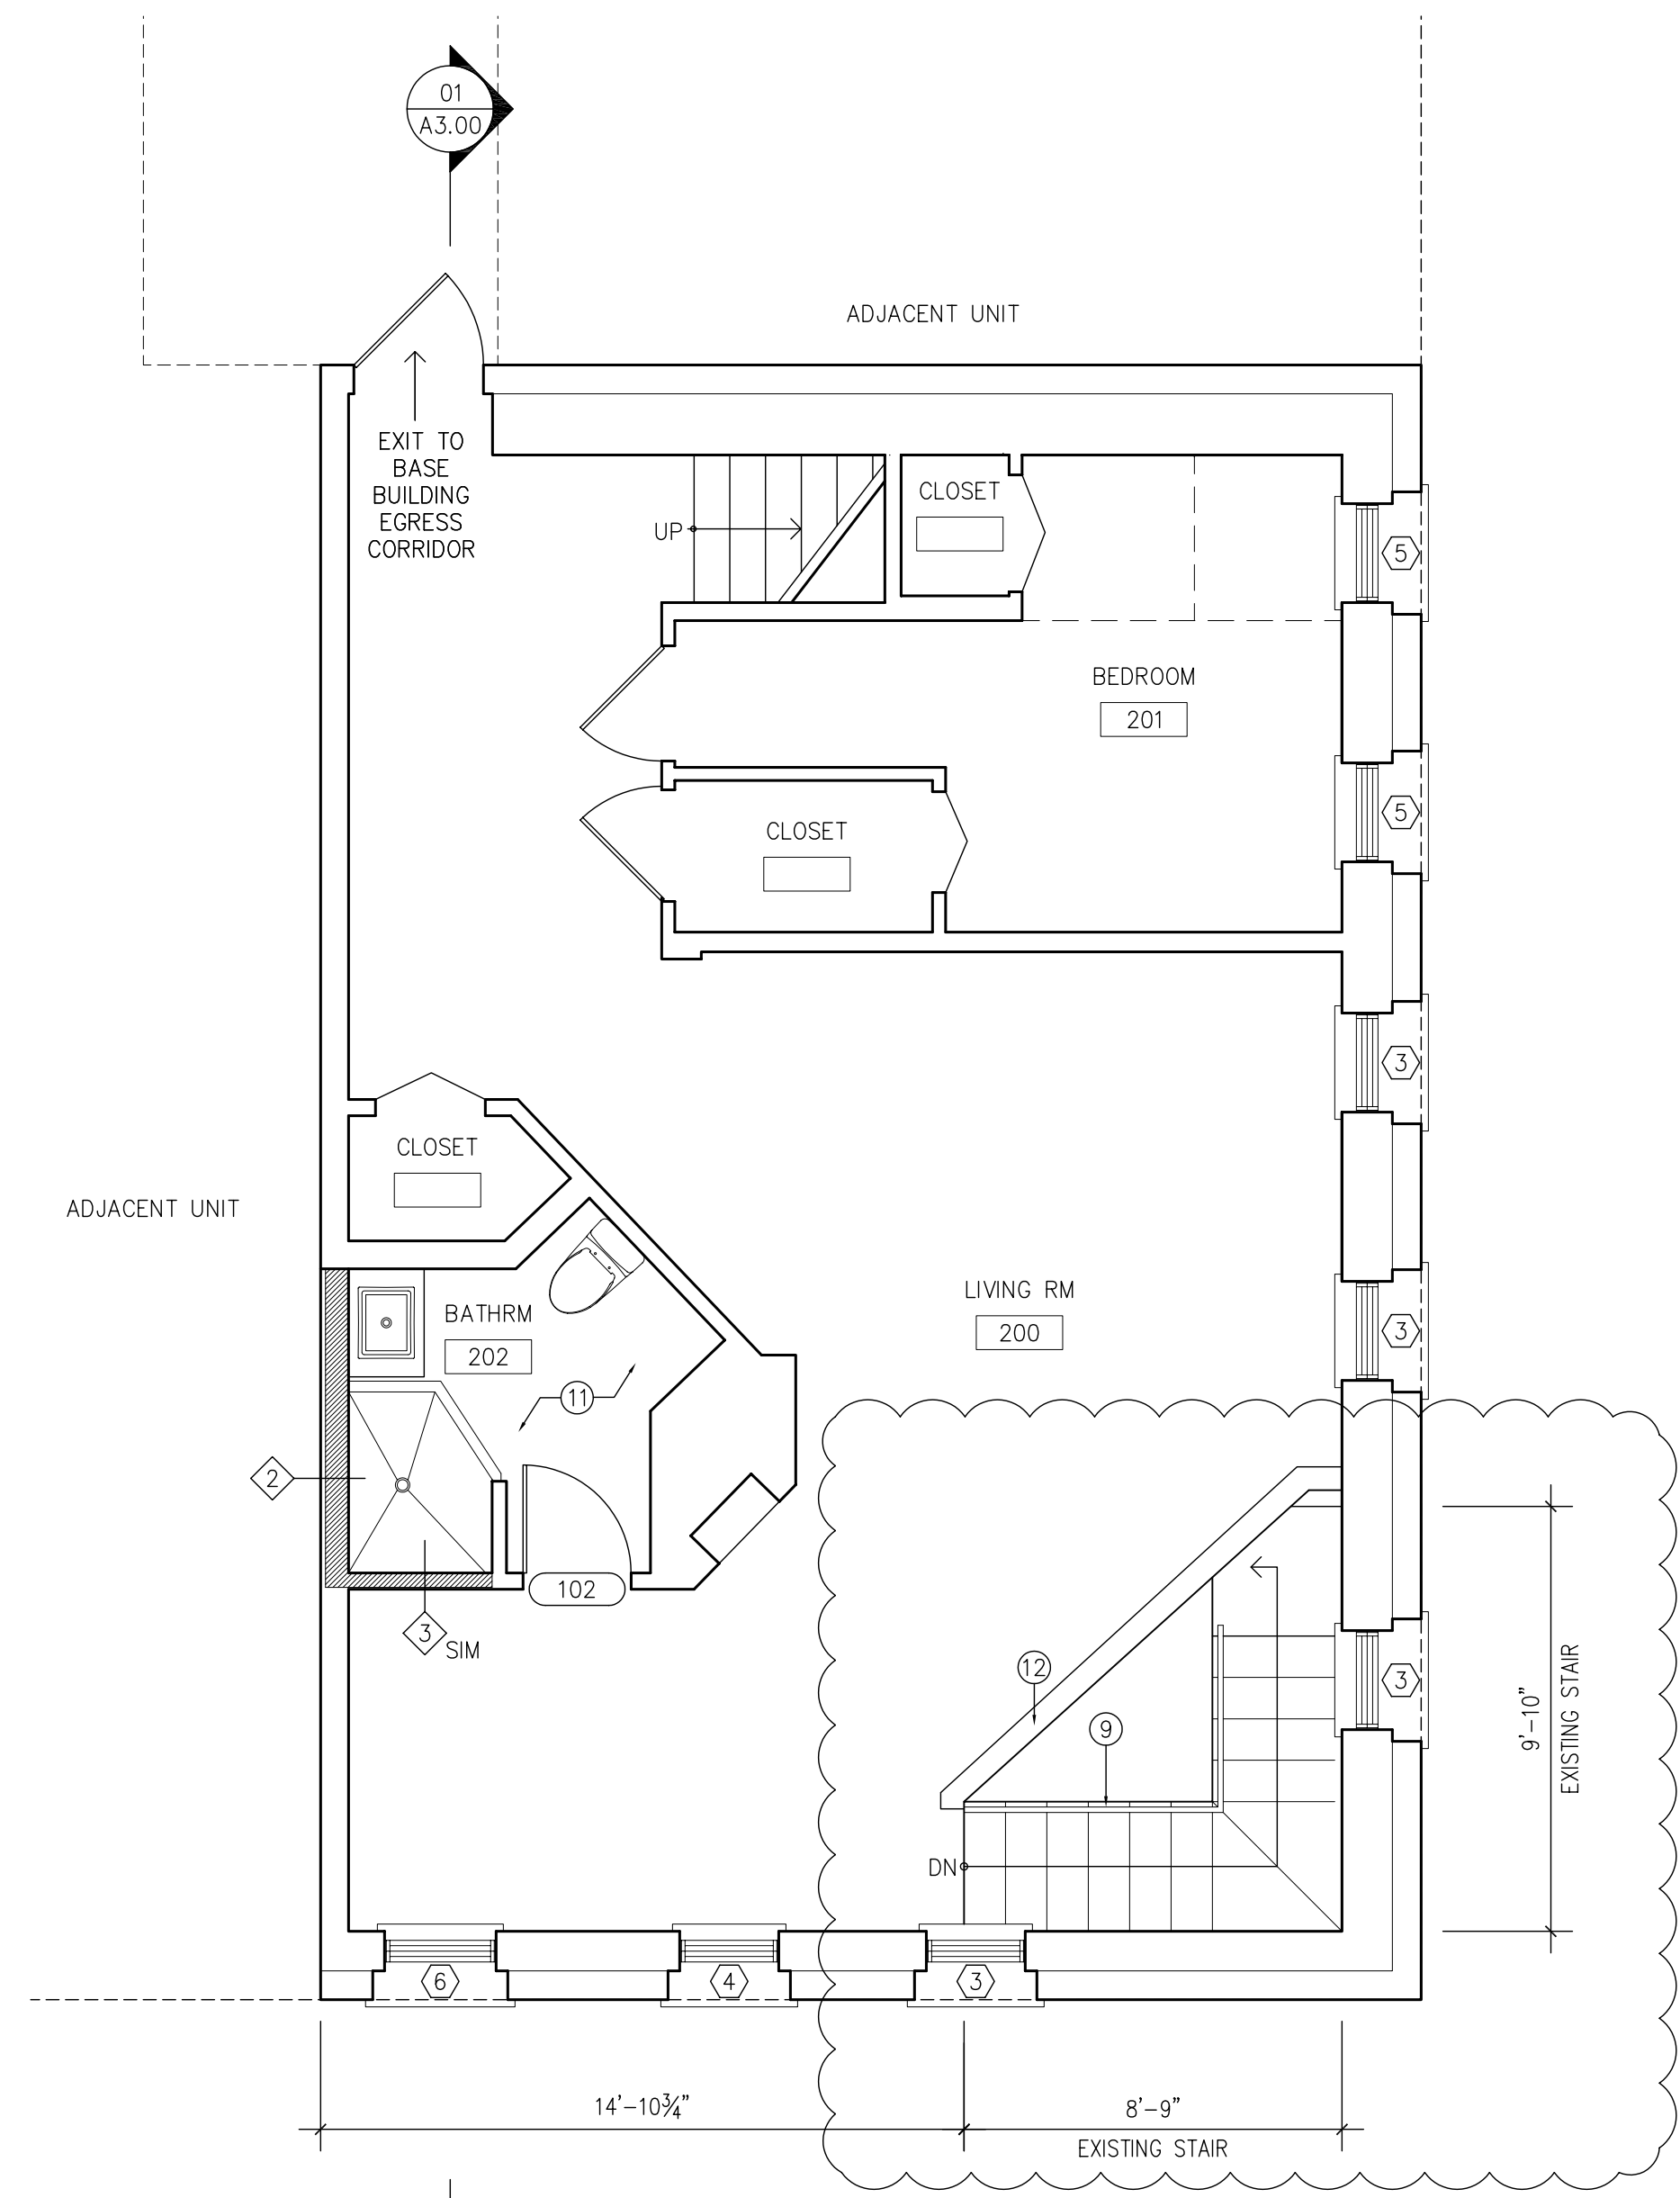 01
A3.00
ADJACENT UNIT
EXIT TO
BASE
BUILDING
EGRESS
CORRIDOR
UP
CLOSET
5
BEDROOM
201
5
CLOSET
3
CLOSET
ADJACENT UNIT
LIVING RM
200
3
BATHRM
202
11
2
102
3
SIM
12
9
3
9'-10"
EXISTING STAIR
DN
6
4
3
14'-10¾"
8'-9"
EXISTING STAIR